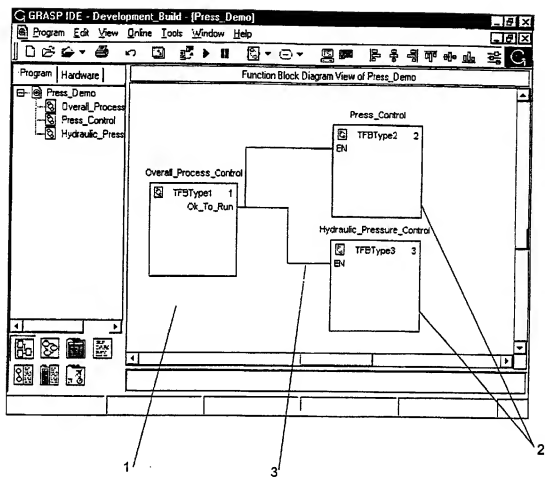 GRASP IDE - Development_Build - [Press_Demo]
Program Edit View Online Tools Window Help
Program Hardware
Function Block Diagram View of Press_Demo
Press_Demo
Overall_Process
Press_Control
Hydraulic_Press
Press_Control
TFBType2 2
EN
Overall_Process_Control
TFBType1 1
Ok_To_Run
Hydraulic_Pressure_Control
TFBType3 3
EN
1
3
2